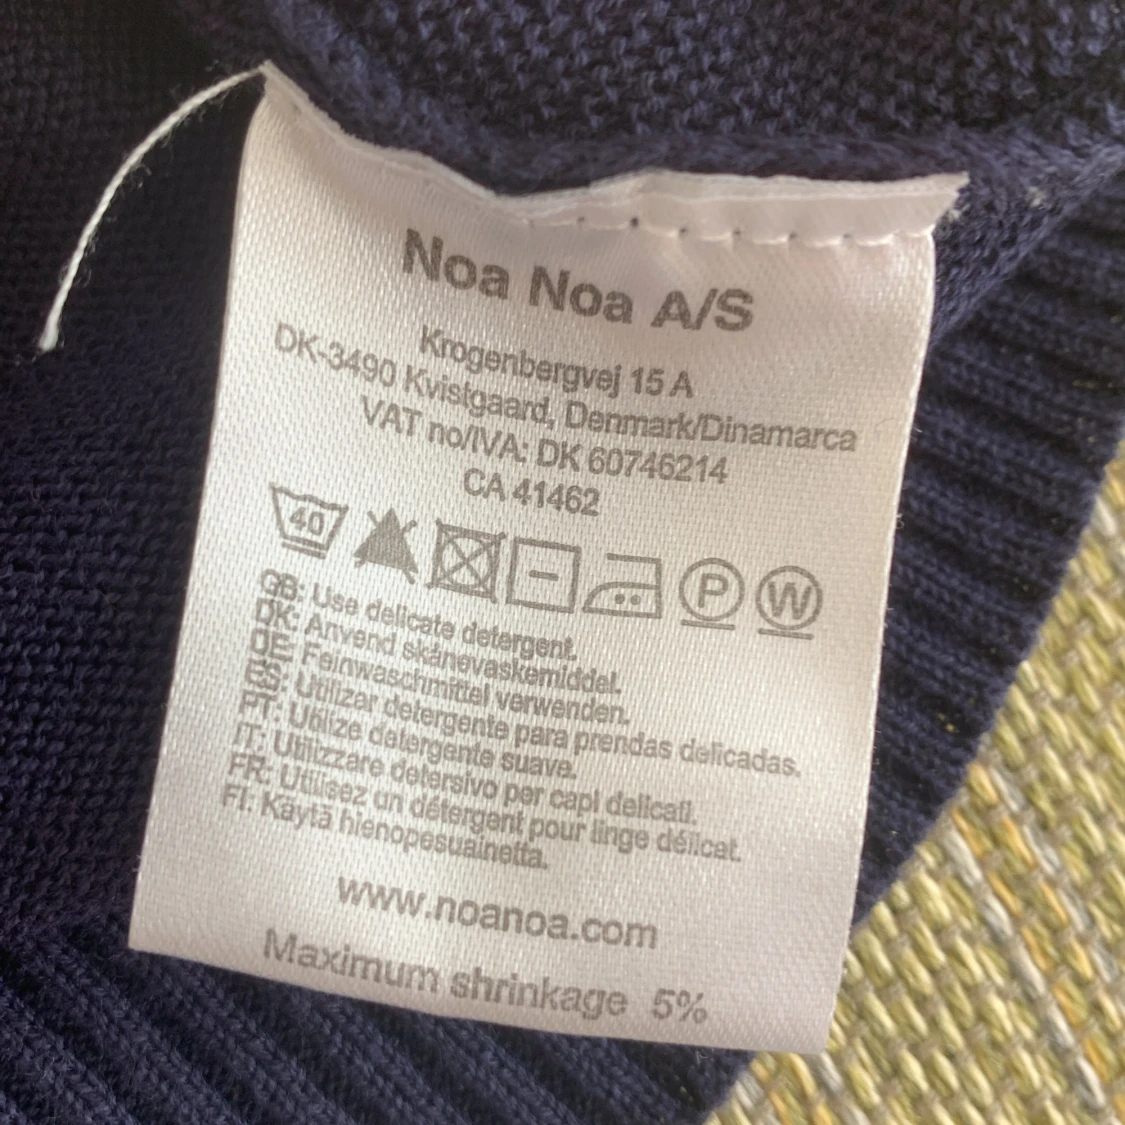 Noa Noa A/S
Krogenbergvej 15 A
DK-3490 Kvistgaard, Denmark/Dinamarca
VAT no/IVA: DK 60746214
CA 41462
40 P W
GB: Use delicate detergent.
DK: Anvend skånevaskemiddel.
DE: Feinwaschmittel verwenden.
ES: Utilizar detergente para prendas delicadas.
PT: Utilize detergente suave.
IT: Utilizzare detersivo per capi delicati.
FR: Utilisez un détergent pour linge délicat.
FI: Käytä hienopesuainetta.
www.noanoa.com
Maximum shrinkage 5%